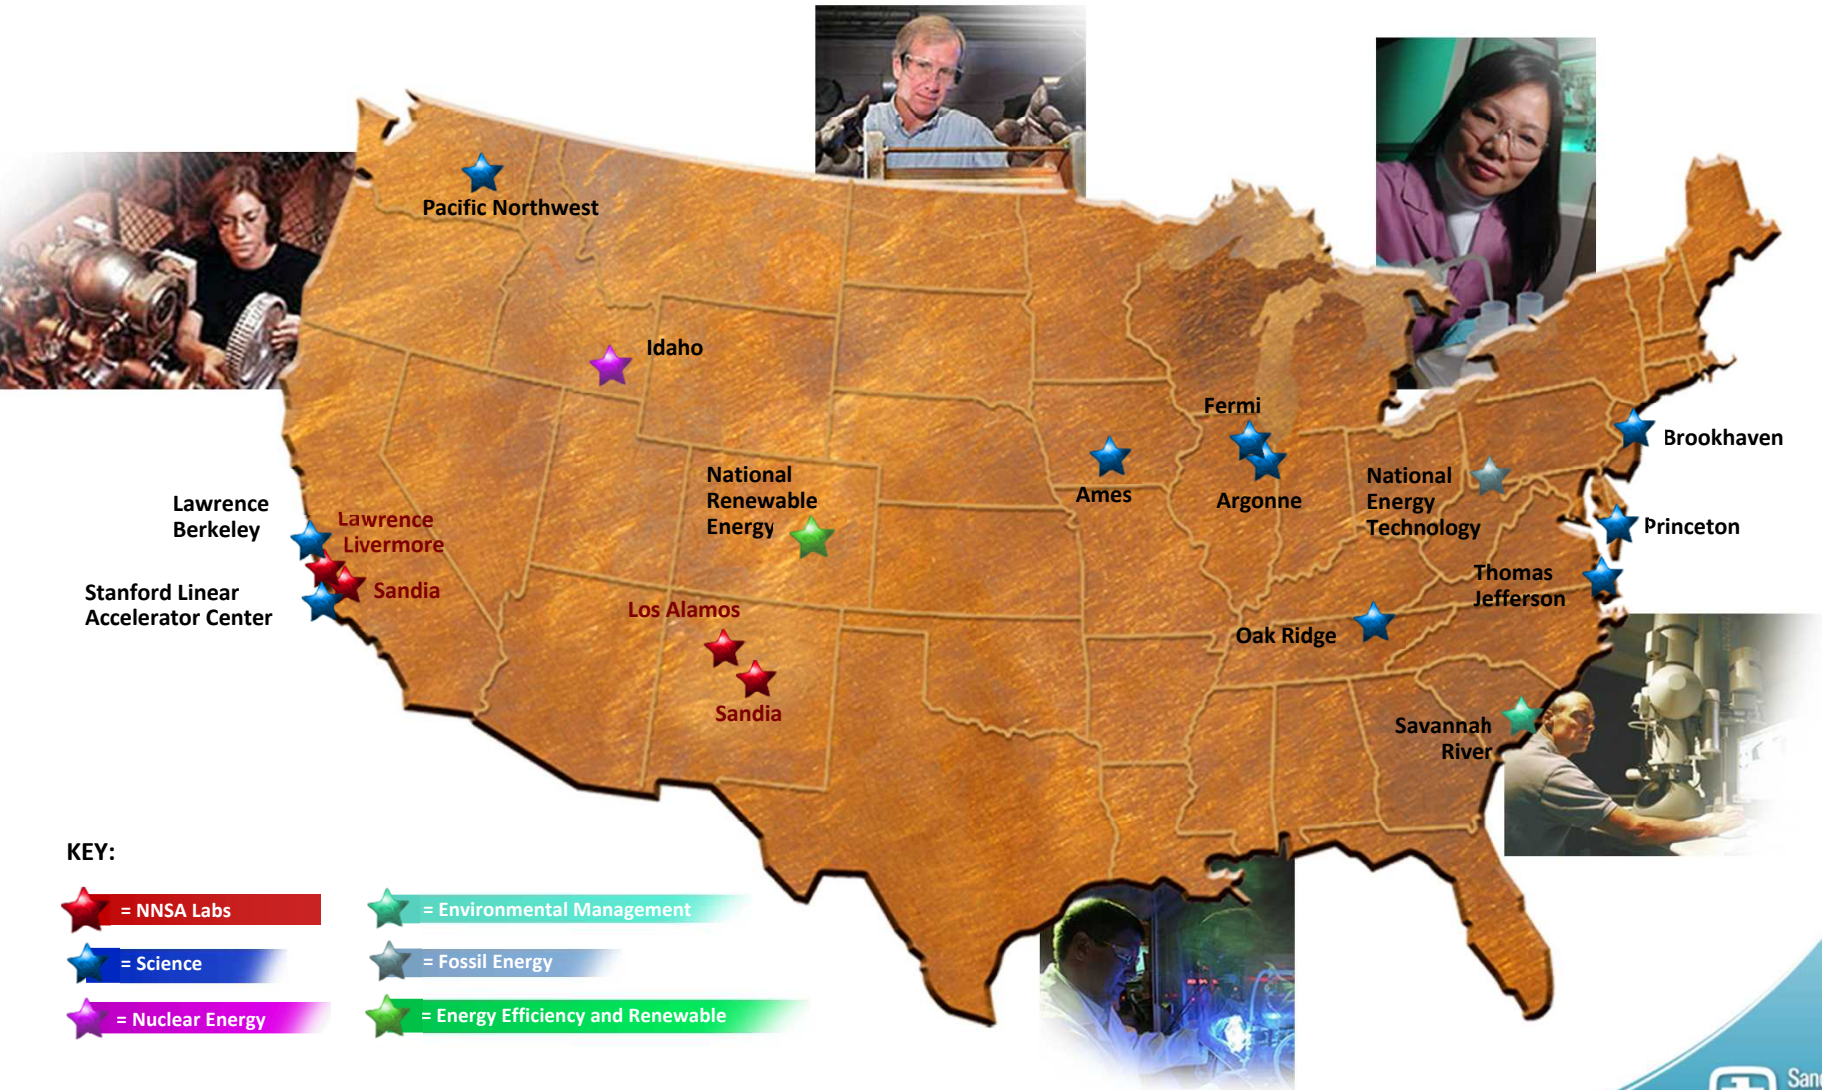 Pacific Northwest
Idaho
Fermi
Brookhaven
National
Renewable
Energy
Ames
Argonne
National
Energy
Technology
Lawrence
Berkeley
Lawrence
Livermore
Princeton
Stanford Linear
Accelerator Center
Sandia
Thomas
Jefferson
Los Alamos
Oak Ridge
Sandia
Savannah
River
KEY:
= NNSA Labs
= Environmental Management
= Science
= Fossil Energy
= Nuclear Energy
= Energy Efficiency and Renewable